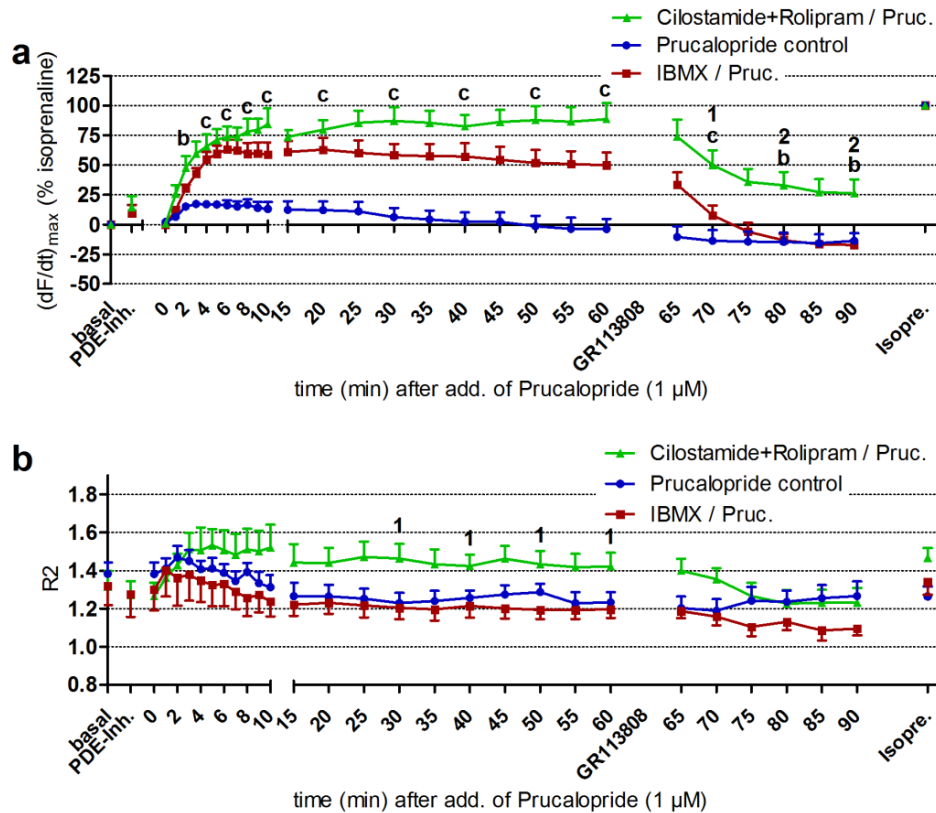 Cilostamide+Rolipram / Pruc.
a
Prucalopride control
IBMX / Pruc.
(dF/dt)max (% isoprenaline)
125
100
75
50
25
0
-25
-50
b c c c c c c c c c
1 c
2 b
2 b
basal PDE-Inh. 0 2 4 6 8 10 15 20 25 30 35 40 45 50 55 60 GR113808 65 70 75 80 85 90 Isopre.
time (min) after add. of Prucalopride (1 µM)
b
Cilostamide+Rolipram / Pruc.
Prucalopride control
IBMX / Pruc.
R2
1.8
1.6
1.4
1.2
1.0
0.8
1 1 1 1
basal PDE-Inh. 0 2 4 6 8 10 15 20 25 30 35 40 45 50 55 60 GR113808 65 70 75 80 85 90 Isopre.
time (min) after add. of Prucalopride (1 µM)